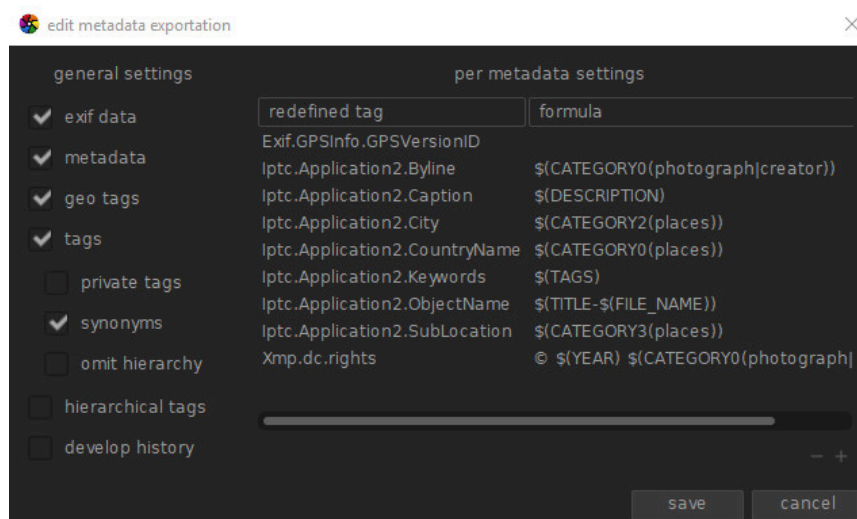 edit metadata exportation
general settings
per metadata settings
exif data
metadata
geo tags
tags
private tags
synonyms
omit hierarchy
hierarchical tags
develop history
redefined tag formula
Exif.GPSInfo.GPSVersionID
Iptc.Application2.Byline $(CATEGORY0(photograph|creator))
Iptc.Application2.Caption $(DESCRIPTION)
Iptc.Application2.City $(CATEGORY2(places))
Iptc.Application2.CountryName $(CATEGORY0(places))
Iptc.Application2.Keywords $(TAGS)
Iptc.Application2.ObjectName $(TITLE-$(FILE_NAME))
Iptc.Application2.SubLocation $(CATEGORY3(places))
Xmp.dc.rights © $(YEAR) $(CATEGORY0(photograph|
− +
save cancel